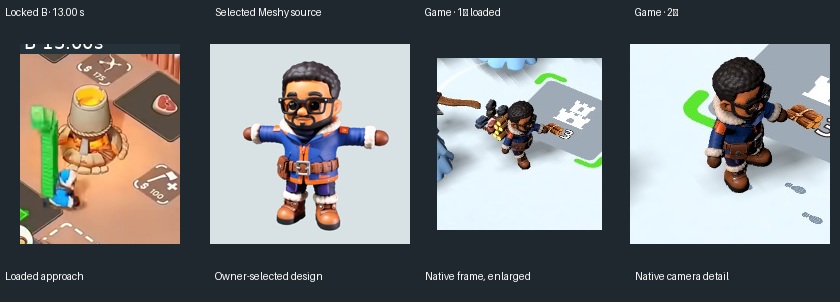 Locked B · 13.00 s
Selected Meshy source
Game · 1 loaded
Game · 2
B 13.00s
$ 175
$ 100
Loaded approach
Owner-selected design
Native frame, enlarged
Native camera detail